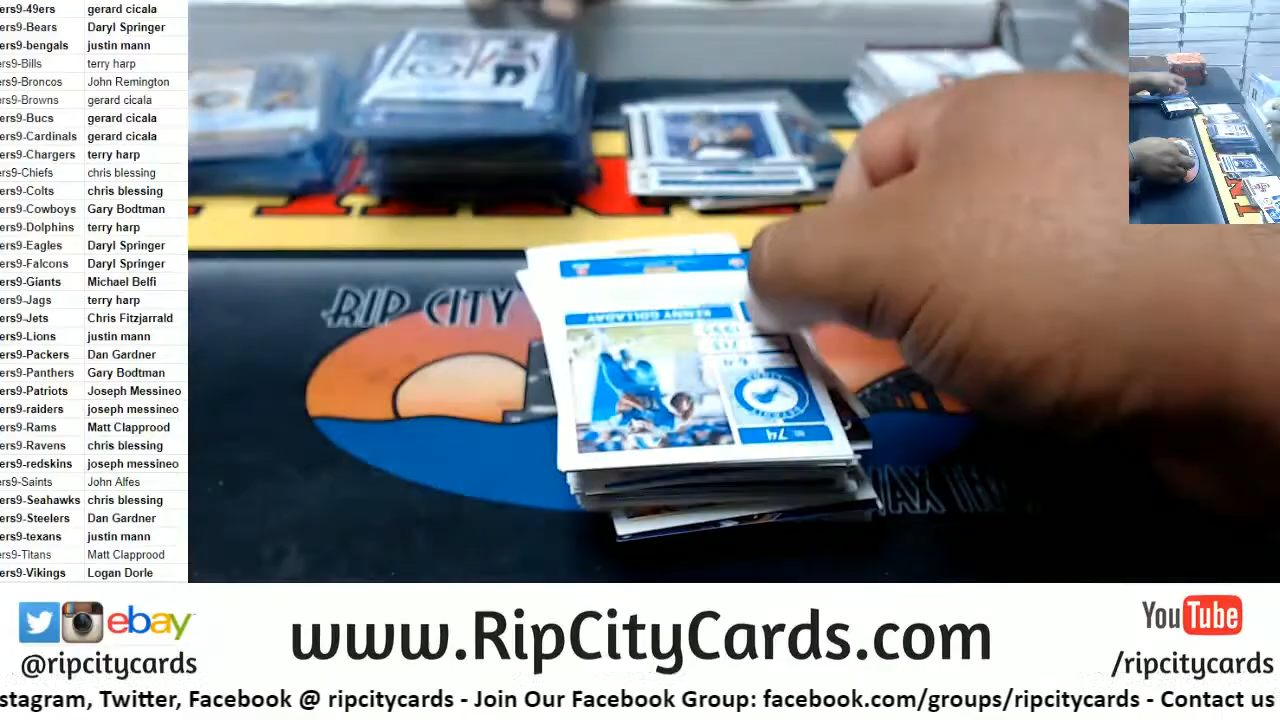 ers9-49ers gerard cicala
ers9-Bears Daryl Springer
ers9-bengals justin mann
ers9-Bills terry harp
ers9-Broncos John Remington
ers9-Browns gerard cicala
ers9-Bucs gerard cicala
ers9-Cardinals gerard cicala
ers9-Chargers terry harp
ers9-Chiefs chris blessing
ers9-Colts chris blessing
ers9-Cowboys Gary Bodtman
ers9-Dolphins terry harp
ers9-Eagles Daryl Springer
ers9-Falcons Daryl Springer
ers9-Giants Michael Belfi
ers9-Jags terry harp
ers9-Jets Chris Fitzjarrald
ers9-Lions justin mann
ers9-Packers Dan Gardner
ers9-Panthers Gary Bodtman
ers9-Patriots Joseph Messineo
ers9-raiders joseph messineo
ers9-Rams Matt Clapprood
ers9-Ravens chris blessing
ers9-redskins joseph messineo
ers9-Saints John Alfes
ers9-Seahawks chris blessing
ers9-Steelers Dan Gardner
ers9-texans justin mann
ers9-Titans Matt Clapprood
ers9-Vikings Logan Dorle
RIP CITY
KENNY GOLLADAY
NO. 74
WAX
ebay
@ripcitycards
www.RipCityCards.com
YouTube
/ripcitycards
nstagram, Twitter, Facebook @ ripcitycards - Join Our Facebook Group: facebook.com/groups/ripcitycards - Contact us